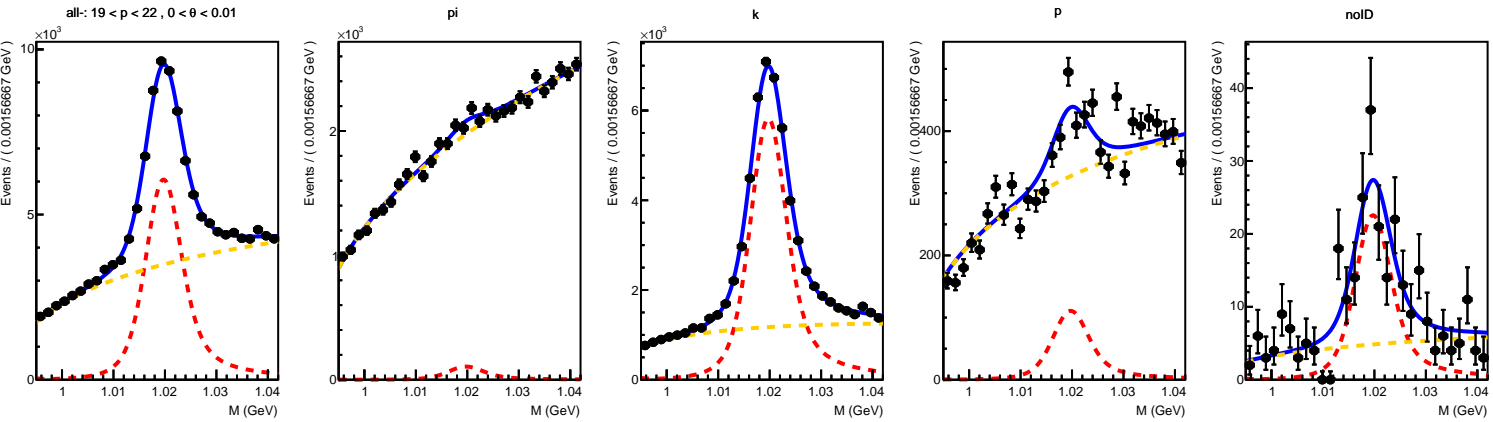 all-: 19 < p < 22 , 0 < θ < 0.01
×10³
Events / ( 0.00156667 GeV )
10
5
0
1 1.01 1.02 1.03 1.04
M (GeV)
pi
×10³
Events / ( 0.00156667 GeV )
2
1
0
1 1.01 1.02 1.03 1.04
M (GeV)
k
×10³
Events / ( 0.00156667 GeV )
6
4
2
0
1 1.01 1.02 1.03 1.04
M (GeV)
p
Events / ( 0.00156667 GeV )
400
200
0
1 1.01 1.02 1.03 1.04
M (GeV)
noID
Events / ( 0.00156667 GeV )
40
30
20
10
0
1 1.01 1.02 1.03 1.04
M (GeV)